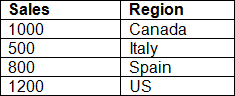 Sales Region
1000 Canada
500 Italy
800 Spain
1200 US